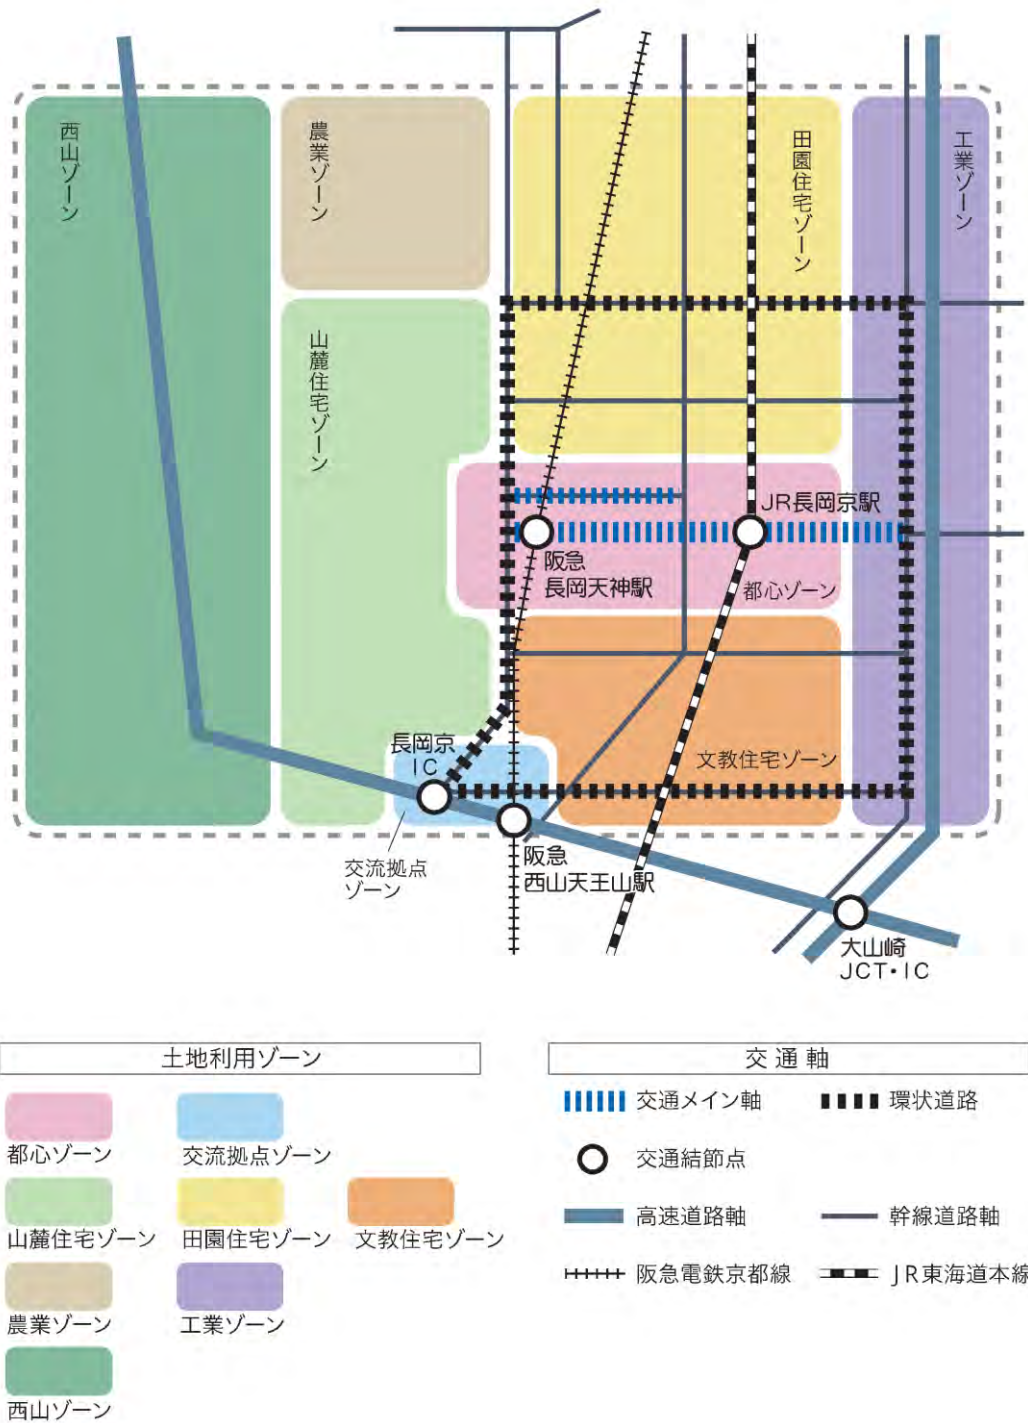 西山ゾーン
農業ゾーン
田園住宅ゾーン
工業ゾーン
山麓住宅ゾーン
JR長岡京駅
阪急
長岡天神駅
都心ゾーン
長岡京
IC
文教住宅ゾーン
交流拠点
ゾーン
阪急
西山天王山駅
大山崎
JCT・IC
土地利用ゾーン
都心ゾーン
交流拠点ゾーン
山麓住宅ゾーン
田園住宅ゾーン
文教住宅ゾーン
農業ゾーン
工業ゾーン
西山ゾーン
交通軸
交通メイン軸
環状道路
交通結節点
高速道路軸
幹線道路軸
阪急電鉄京都線
JR東海道本線